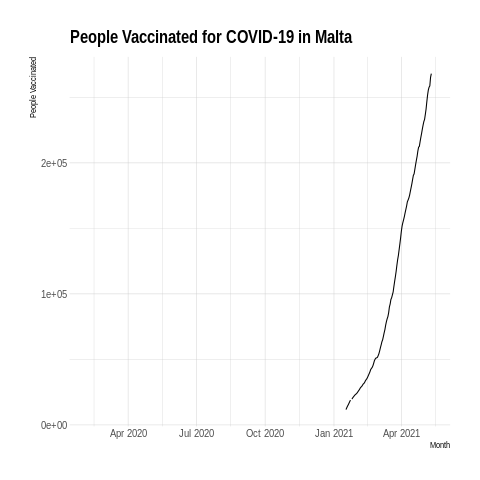 People Vaccinated for COVID-19 in Malta
People Vaccinated
2e+05
1e+05
0e+00
Apr 2020 Jul 2020 Oct 2020 Jan 2021 Apr 2021
Month